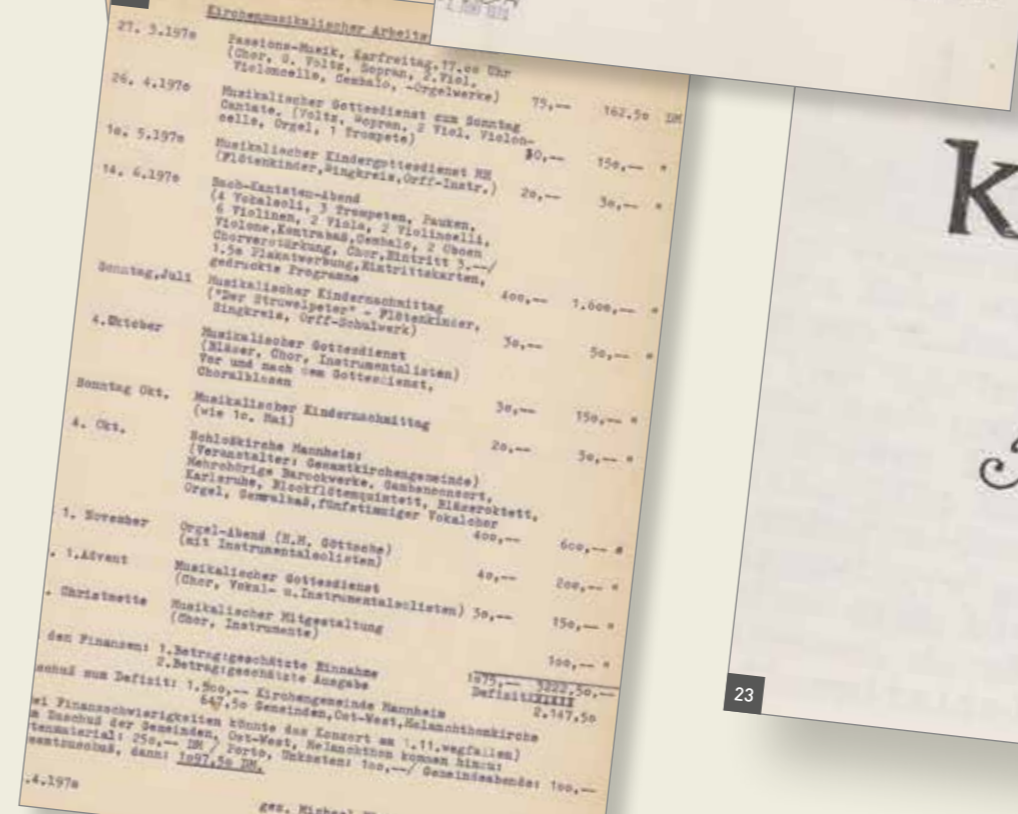 Kirchenmusikalischer Arbeits
27. 3.1970 Passions-Musik, Karfreitag,17.oo Uhr
(Chor, U. Voltz, Sopran, 2.Viol.
Violoncello, Cembalo, -Orgelwerke) 75,-- 162.5o DM
26. 4.1970 Musikalischer Gottesdienst zum Sonntag
Cantate. (Voltz, Sopran, 2 Viol. Violon-
celle, Orgel, 1 Trompete) 30,-- 15o,-- "
1o. 5.1970 Musikalischer Kindergottesdienst MK
(Flötenkinder,Singkreis,Orff-Instr.) 2o,-- 3o,-- "
14. 6.1970 Bach-Kantaten-Abend
(4 Vokalsoli, 3 Trompeten, Pauken,
6 Violinen, 2 Viola, 2 Violincelli,
Violone,Kontrabaß,Cembalo, 2 Oboen
Chorverstärkung, Chor,Eintritt 3.--/
1.5o Plakatwerbung,Eintrittskarten,
gedruckte Programme 4oo,-- 1.6oo,-- "
Sonntag,Juli Musikalischer Kindernachmittag
("Der Struwelpeter" - Flötenkinder,
Singkreis, Orff-Schulwerk) 3o,-- 5o,-- "
4.Oktober Musikalischer Gottesdienst
(Bläser, Chor, Instrumentalisten)
Vor und nach dem Gottesdienst,
Choralblasen 3o,-- 15o,-- "
Sonntag Okt. Musikalischer Kindernachmittag
(wie 1o. Mai) 2o,-- 3o,-- "
4. Okt. Schloßkirche Mannheim:
(Veranstalter: Gesamtkirchengemeinde)
Mehrchörige Barockwerke. Gambenconsort,
Karlsruhe, Blockflötenquintett, Bläseroktett,
Orgel, Generalbaß,fünfstimmiger Vokalchor
4oo,-- 6oo,-- "
1. November Orgel-Abend (H.M. Göttsche)
(mit Instrumentalsolisten) 4o,-- 2oo,-- "
. 1.Advent Musikalischer Gottesdienst
(Chor, Vokal- u.Instrumentalsolisten) 5o,-- 15o,-- "
. Christmette Musikalischer Mitgestaltung
(Chor, Instrumente) 1oo,-- "
den Finanzen: 1.Betrag:geschätzte Einnahme 1o75,-- 3222,5o,--
2.Betrag:geschätzte Ausgabe Defizit:
2.147,5o
schuß zum Defizit: 1.5oo,-- Kirchengemeinde Mannheim
647,5o Gemeinden,Ost-West,Melanchthonkirche
ei Finanzschwierigkeiten könnte das Konzert am 1.11.wegfallen)
m Zuschuß der Gemeinden, Ost-West, Melanchthon kommen hinzu:
tenmaterial: 25o,-- DM / Porto, Unkosten: 1oo,--/ Gemeindeabende: 1oo,--
samtzuschuß, dann: 1o97,5o DM.
.4.197o
gez. Michael
K
23